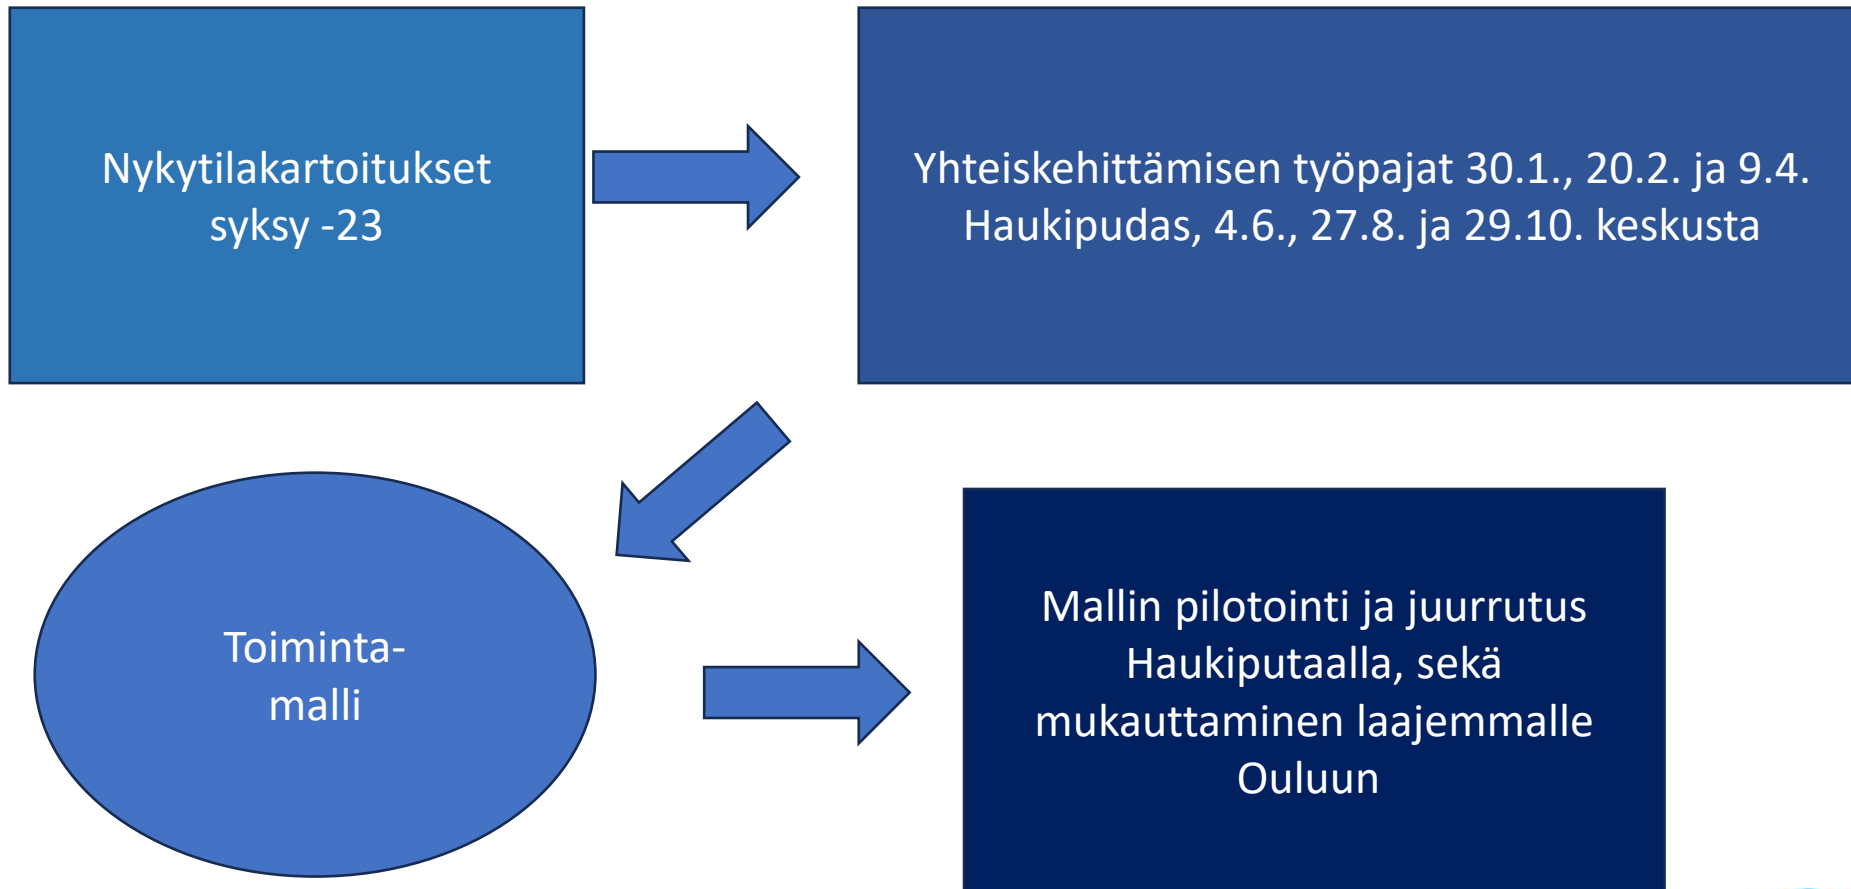 Nykytilakartoitukset
syksy -23
Yhteiskehittämisen työpajat 30.1., 20.2. ja 9.4.
Haukipudas, 4.6., 27.8. ja 29.10. keskusta
Toiminta-
malli
Mallin pilotointi ja juurrutus
Haukiputaalla, sekä
mukauttaminen laajemmalle
Ouluun